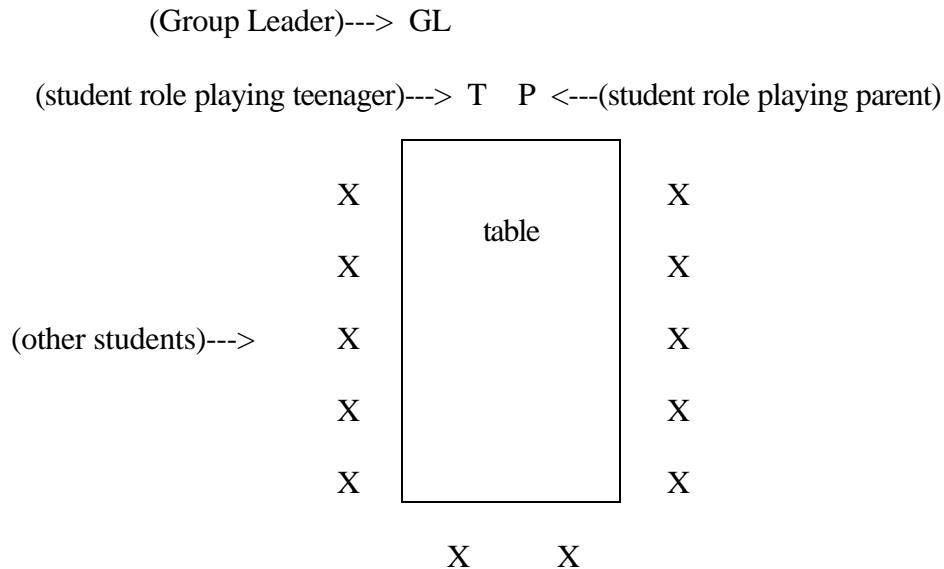 (Group Leader)---> GL
(student role playing teenager)---> T P <---(student role playing parent)
X X
table
X X
(other students)---> X X
X X
X X
X X